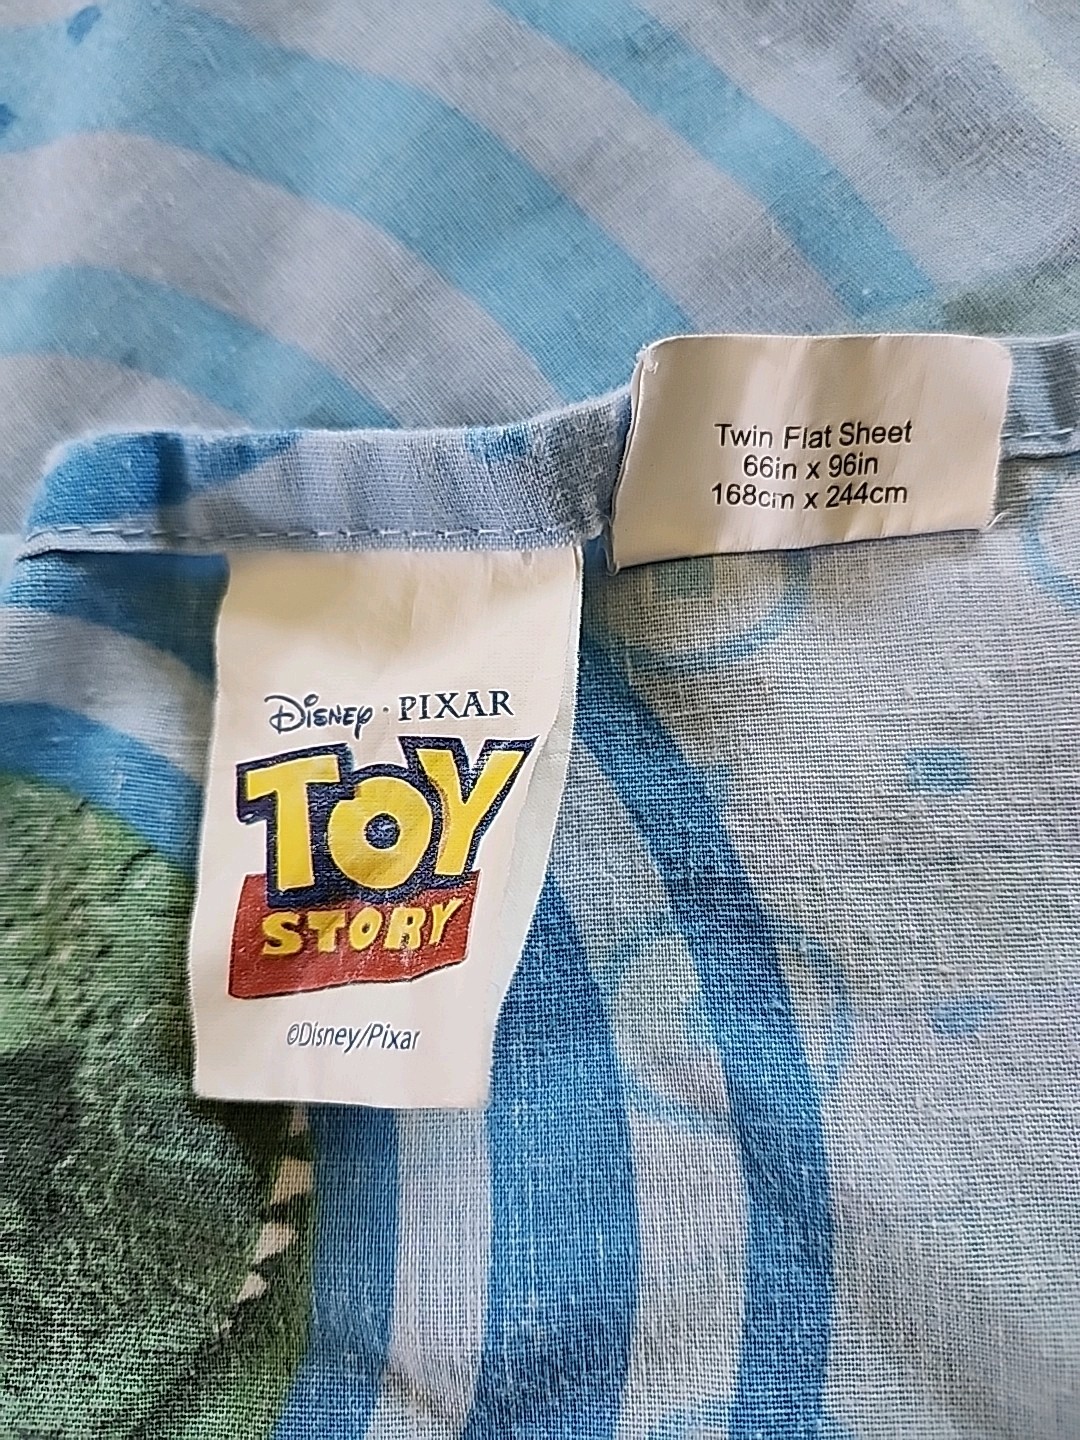 Twin Flat Sheet
66in x 96in
168cm x 244cm
Disney · PIXAR
TOY
STORY
©Disney/Pixar